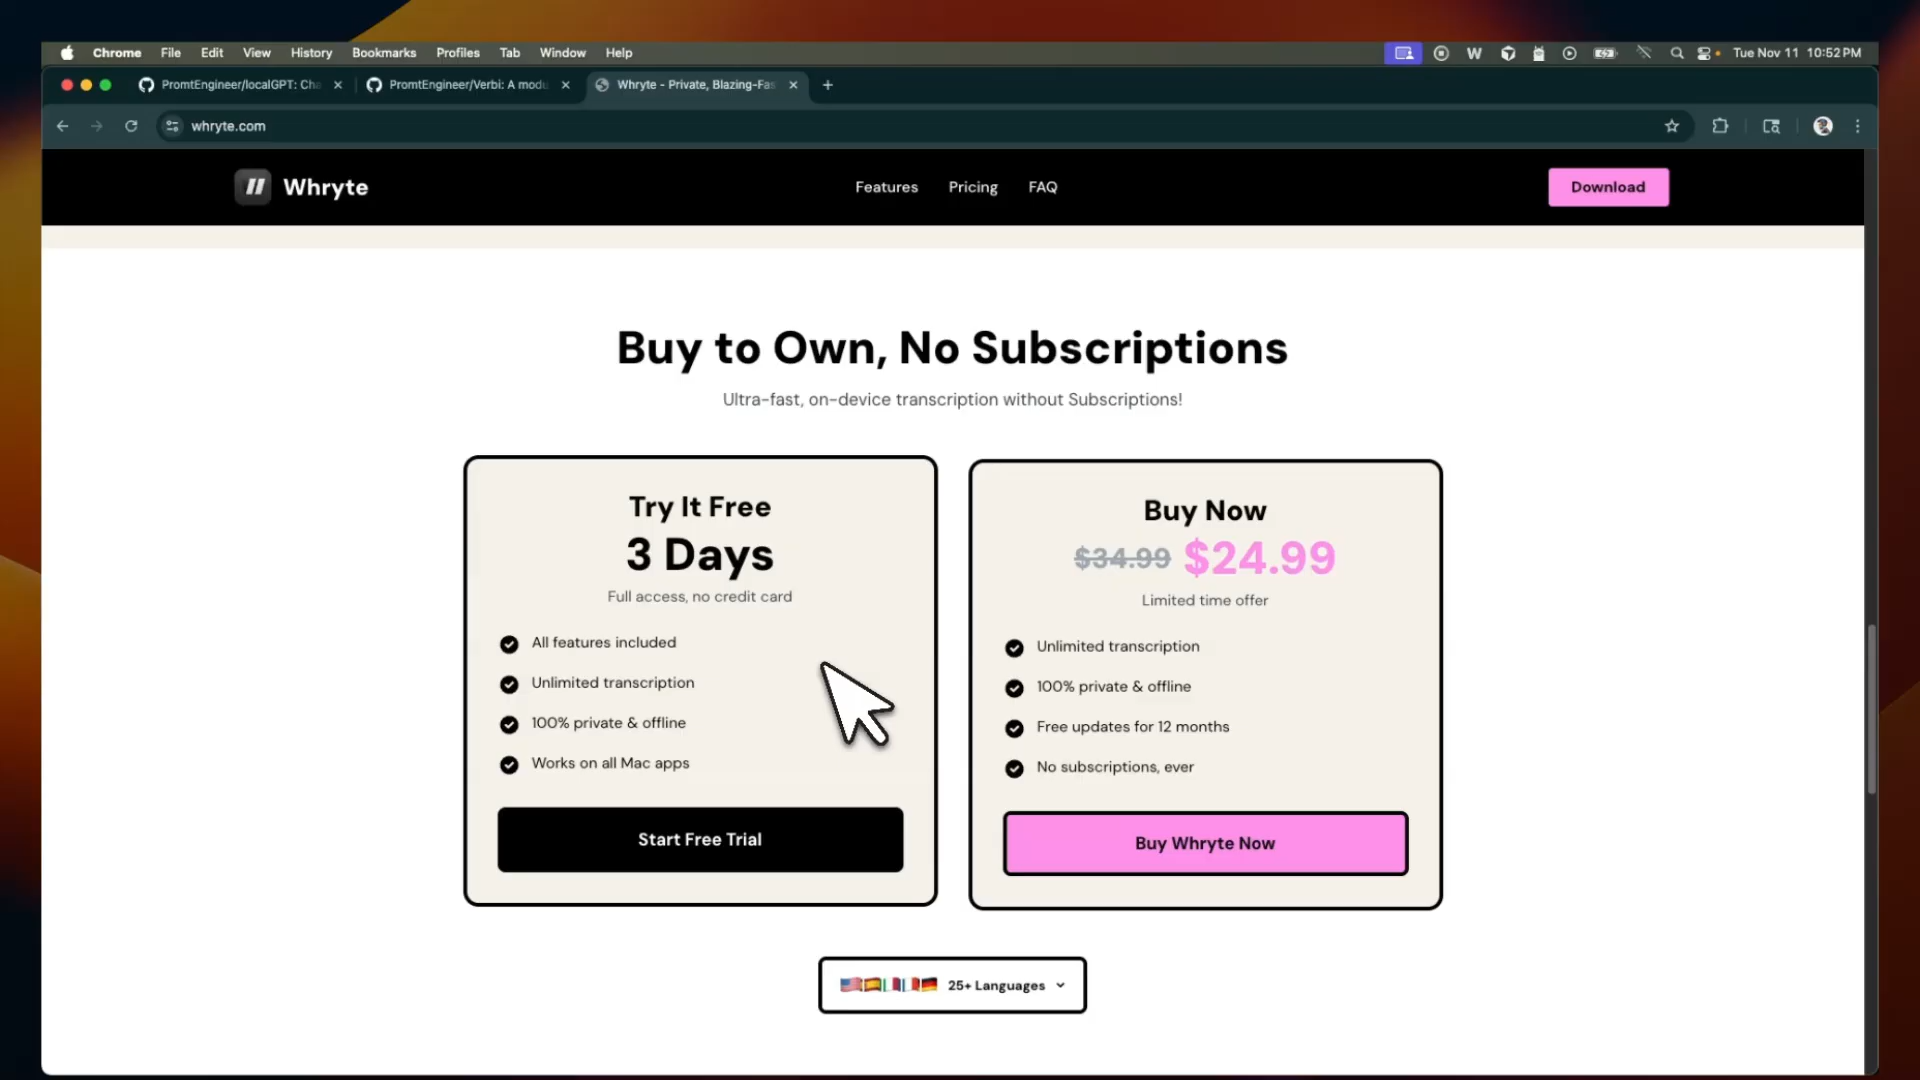 Chrome File Edit View History Bookmarks Profiles Tab Window Help
W
Tue Nov 11 10:52 PM
PromtEngineer/localGPT: Cha
PromtEngineer/Verbi: A modu
Whryte - Private, Blazing-Fas
whryte.com
Whryte
Features
Pricing
FAQ
Download
Buy to Own, No Subscriptions
Ultra-fast, on-device transcription without Subscriptions!
Try It Free
3 Days
Full access, no credit card
All features included
Unlimited transcription
100% private & offline
Works on all Mac apps
Start Free Trial
Buy Now
$34.99 $24.99
Limited time offer
Unlimited transcription
100% private & offline
Free updates for 12 months
No subscriptions, ever
Buy Whryte Now
25+ Languages